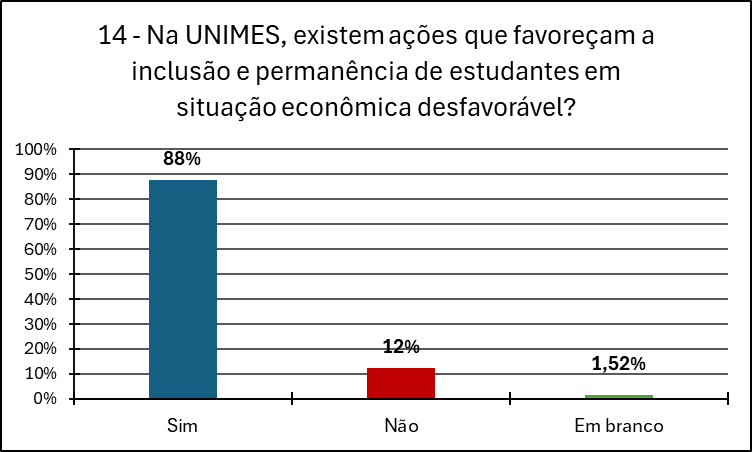 14 - Na UNIMES, existem ações que favoreçam a
inclusão e permanência de estudantes em
situação econômica desfavorável?
100%
90%
80%
70%
60%
50%
40%
30%
20%
10%
0%
88%
12%
1,52%
Sim
Não
Em branco